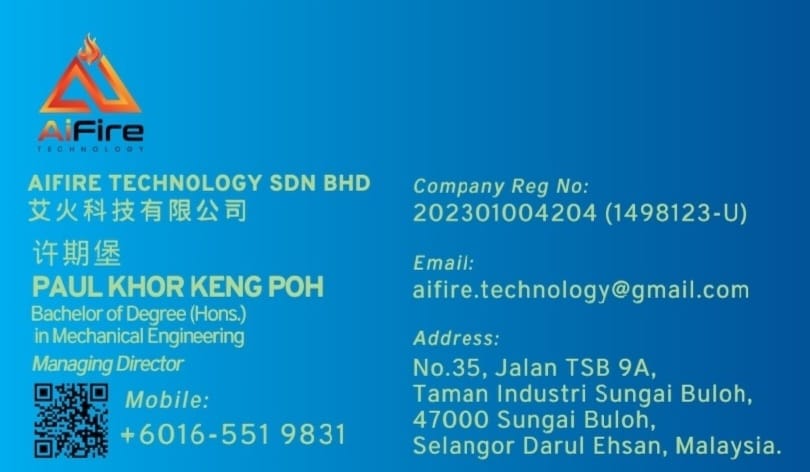 AiFire
TECHNOLOGY
AIFIRE TECHNOLOGY SDN BHD
艾火科技有限公司
许期堡
PAUL KHOR KENG POH
Bachelor of Degree (Hons.)
in Mechanical Engineering
Managing Director
Mobile:
+6016-551 9831
Company Reg No:
202301004204 (1498123-U)
Email:
aifire.technology@gmail.com
Address:
No.35, Jalan TSB 9A,
Taman Industri Sungai Buloh,
47000 Sungai Buloh,
Selangor Darul Ehsan, Malaysia.